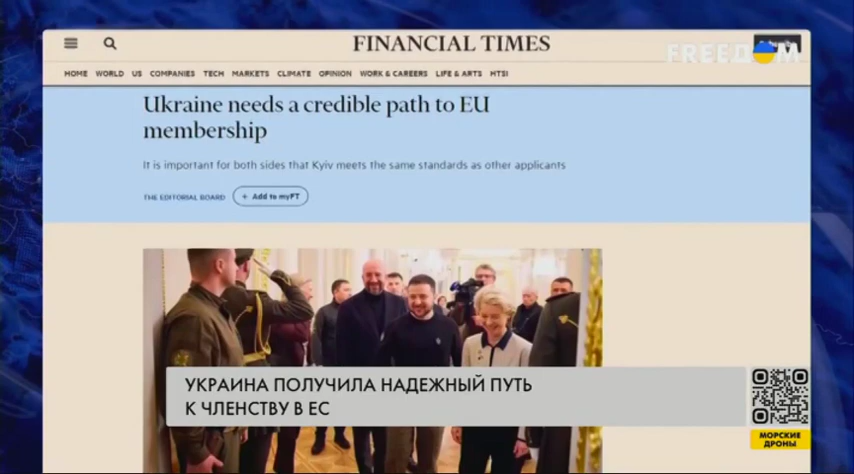 FINANCIAL TIMES
FREEDOM
HOME WORLD US COMPANIES TECH MARKETS CLIMATE OPINION WORK & CAREERS LIFE & ARTS HTSI
Ukraine needs a credible path to EU
membership
It is important for both sides that Kyiv meets the same standards as other applicants
THE EDITORIAL BOARD + Add to myFT
УКРАИНА ПОЛУЧИЛА НАДЕЖНЫЙ ПУТЬ
К ЧЛЕНСТВУ В ЕС
МОРСКИЕ
ДРОНЫ